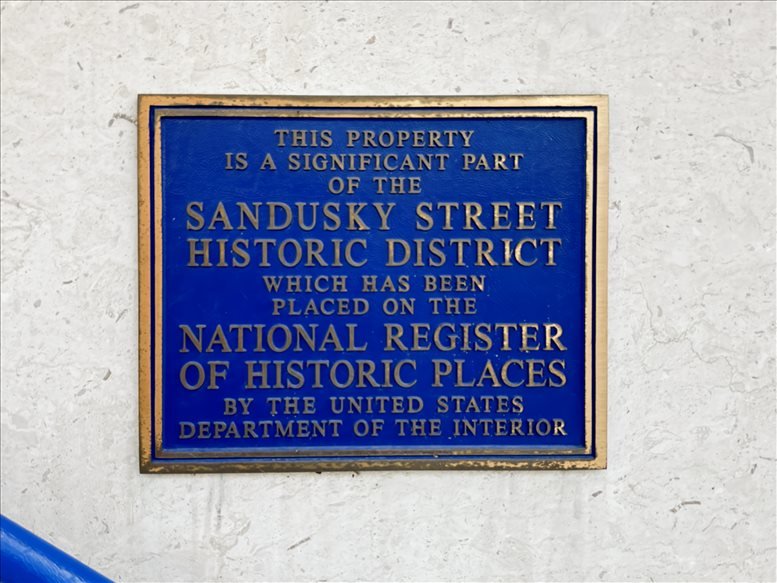 THIS PROPERTY
IS A SIGNIFICANT PART
OF THE
SANDUSKY STREET
HISTORIC DISTRICT
WHICH HAS BEEN
PLACED ON THE
NATIONAL REGISTER
OF HISTORIC PLACES
BY THE UNITED STATES
DEPARTMENT OF THE INTERIOR